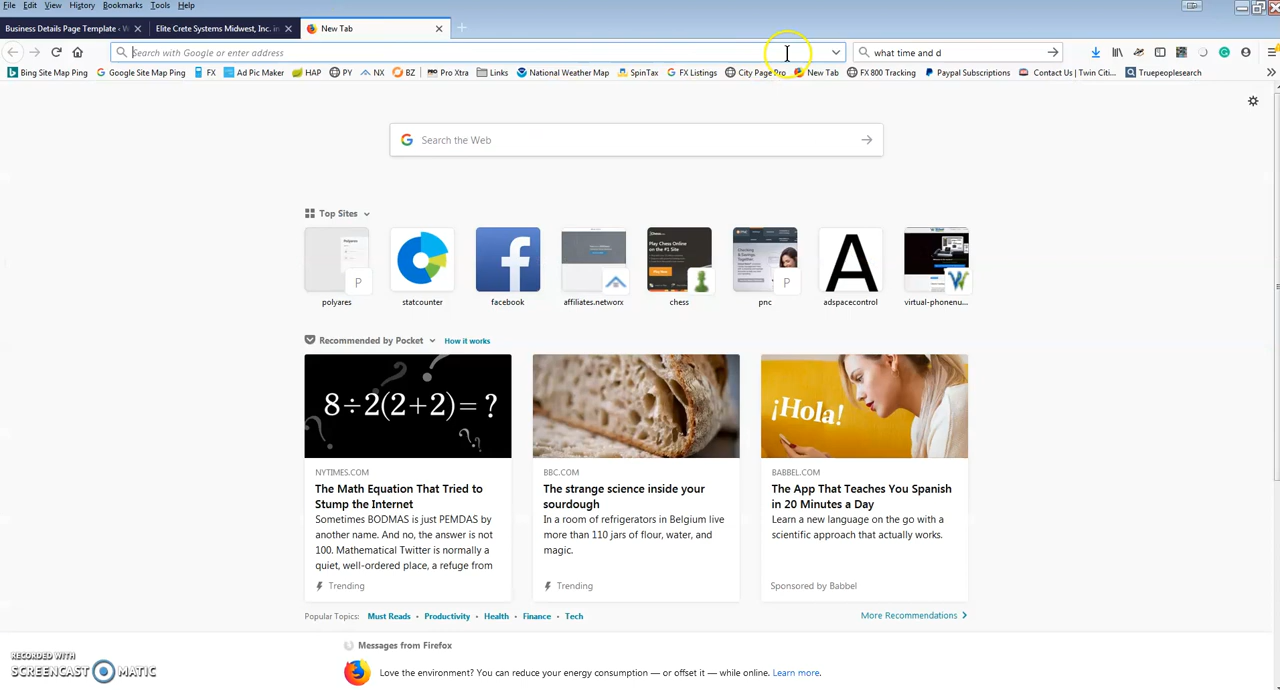 File Edit View History Bookmarks Tools Help
Business Details Page Template ‹ W Elite Crete Systems Midwest, Inc. in New Tab
Search with Google or enter address what time and d
Bing Site Map Ping Google Site Map Ping FX Ad Pic Maker HAP PY NX BZ Pro Xtra Links National Weather Map SpinTax FX Listings City Page Pro New Tab FX 800 Tracking Paypal Subscriptions Contact Us | Twin Citi... Truepeoplesearch
Search the Web
Top Sites
P P
polyares statcounter facebook affiliates.networx chess pnc adspacecontrol virtual-phonenu...
Recommended by Pocket How it works
8÷2(2+2)=?
¡Hola!
NYTIMES.COM
The Math Equation That Tried to
Stump the Internet
Sometimes BODMAS is just PEMDAS by
another name. And no, the answer is not
100. Mathematical Twitter is normally a
quiet, well-ordered place, a refuge from
Trending
BBC.COM
The strange science inside your
sourdough
In a room of refrigerators in Belgium live
more than 110 jars of flour, water, and
magic.
Trending
BABBEL.COM
The App That Teaches You Spanish
in 20 Minutes a Day
Learn a new language on the go with a
scientific approach that actually works.
Sponsored by Babbel
Popular Topics: Must Reads • Productivity • Health • Finance • Tech More Recommendations
Messages from Firefox
Love the environment? You can reduce your energy consumption — or offset it — while online. Learn more.
RECORDED WITH
SCREENCAST MATIC